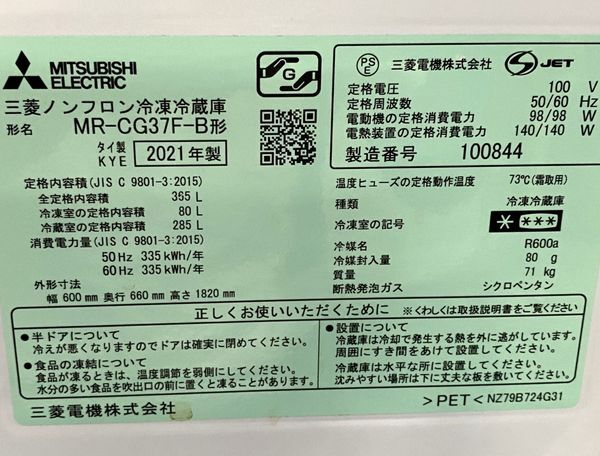 MITSUBISHI
ELECTRIC
G
三菱ノンフロン冷凍冷蔵庫
形名 MR-CG37F-B形
タイ製
KYE
2021年製
定格内容積(JIS C 9801-3:2015)
全定格内容積 365 L
冷凍室の定格内容積 80 L
冷蔵室の定格内容積 285 L
消費電力量(JIS C 9801-3:2015)
50 Hz 335 kWh/年
60 Hz 335 kWh/年
外形寸法
幅 600 mm 奥行 660 mm 高さ 1820 mm
PS
E
三菱電機株式会社
S JET
定格電圧 100 V
定格周波数 50/60 Hz
電動機の定格消費電力 98/98 W
電熱装置の定格消費電力 140/140 W
製造番号 100844
温度ヒューズの定格動作温度 73℃(霜取用)
種類 冷凍冷蔵庫
冷凍室の記号 * ***
冷媒名 R600a
冷媒封入量 80 g
質量 71 kg
断熱発泡ガス シクロペンタン
正しくお使いいただくために ※くわしくは取扱説明書をご覧ください
●半ドアについて
冷えが悪くなりますのでドアは確実に閉めてください。
●食品の凍結について
食品が凍るときは、温度調節を弱側にしてください。
水分の多い食品を吹出口の前に置くと凍ることがあります。
●設置について
冷蔵庫は冷却で発生する熱を外に逃がしています。
周囲にすき間をあけて設置してください。
冷蔵庫は水平な所に設置してください。
沈みやすい場所は下に丈夫な板を敷いてください。
三菱電機株式会社
>PET< NZ79B724G31